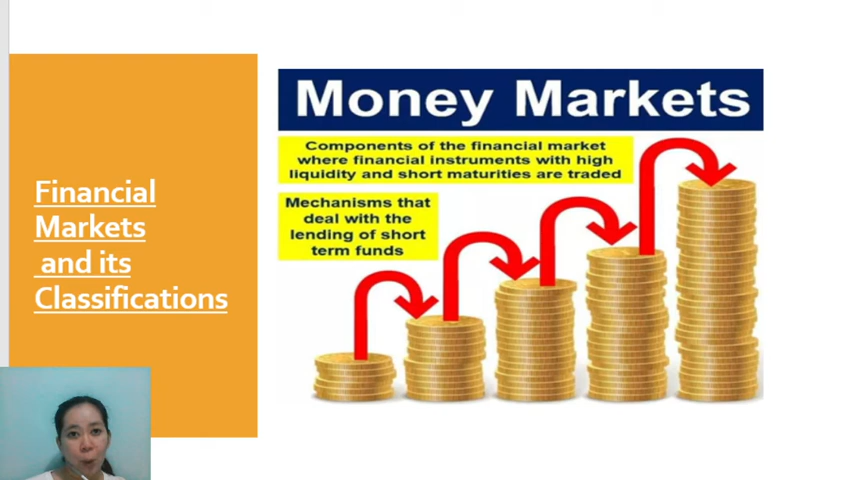 Financial
Markets
and its
Classifications
Money Markets
Components of the financial market
where financial instruments with high
liquidity and short maturities are traded
Mechanisms that
deal with the
lending of short
term funds